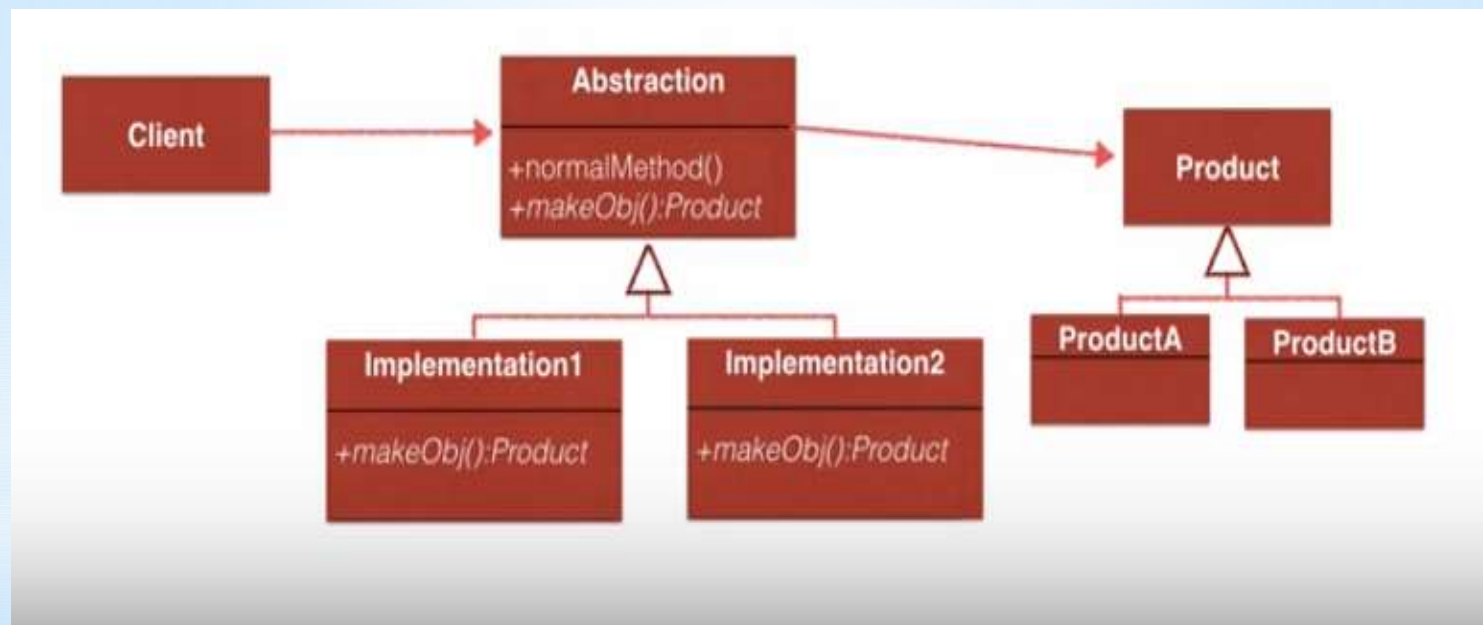 Client
Abstraction
+normalMethod()
+makeObj():Product
Product
Implementation1
+makeObj():Product
Implementation2
+makeObj():Product
ProductA
ProductB